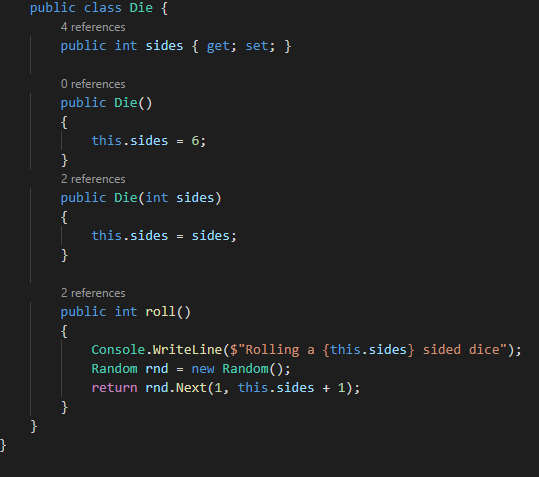 public class Die {
4 references
public int sides { get; set; }
0 references
public Die()
{
this.sides = 6;
}
2 references
public Die(int sides)
{
this.sides = sides;
}
2 references
public int roll()
{
Console.WriteLine($"Rolling a {this.sides} sided dice");
Random rnd = new Random();
return rnd.Next(1, this.sides + 1);
}
}
}